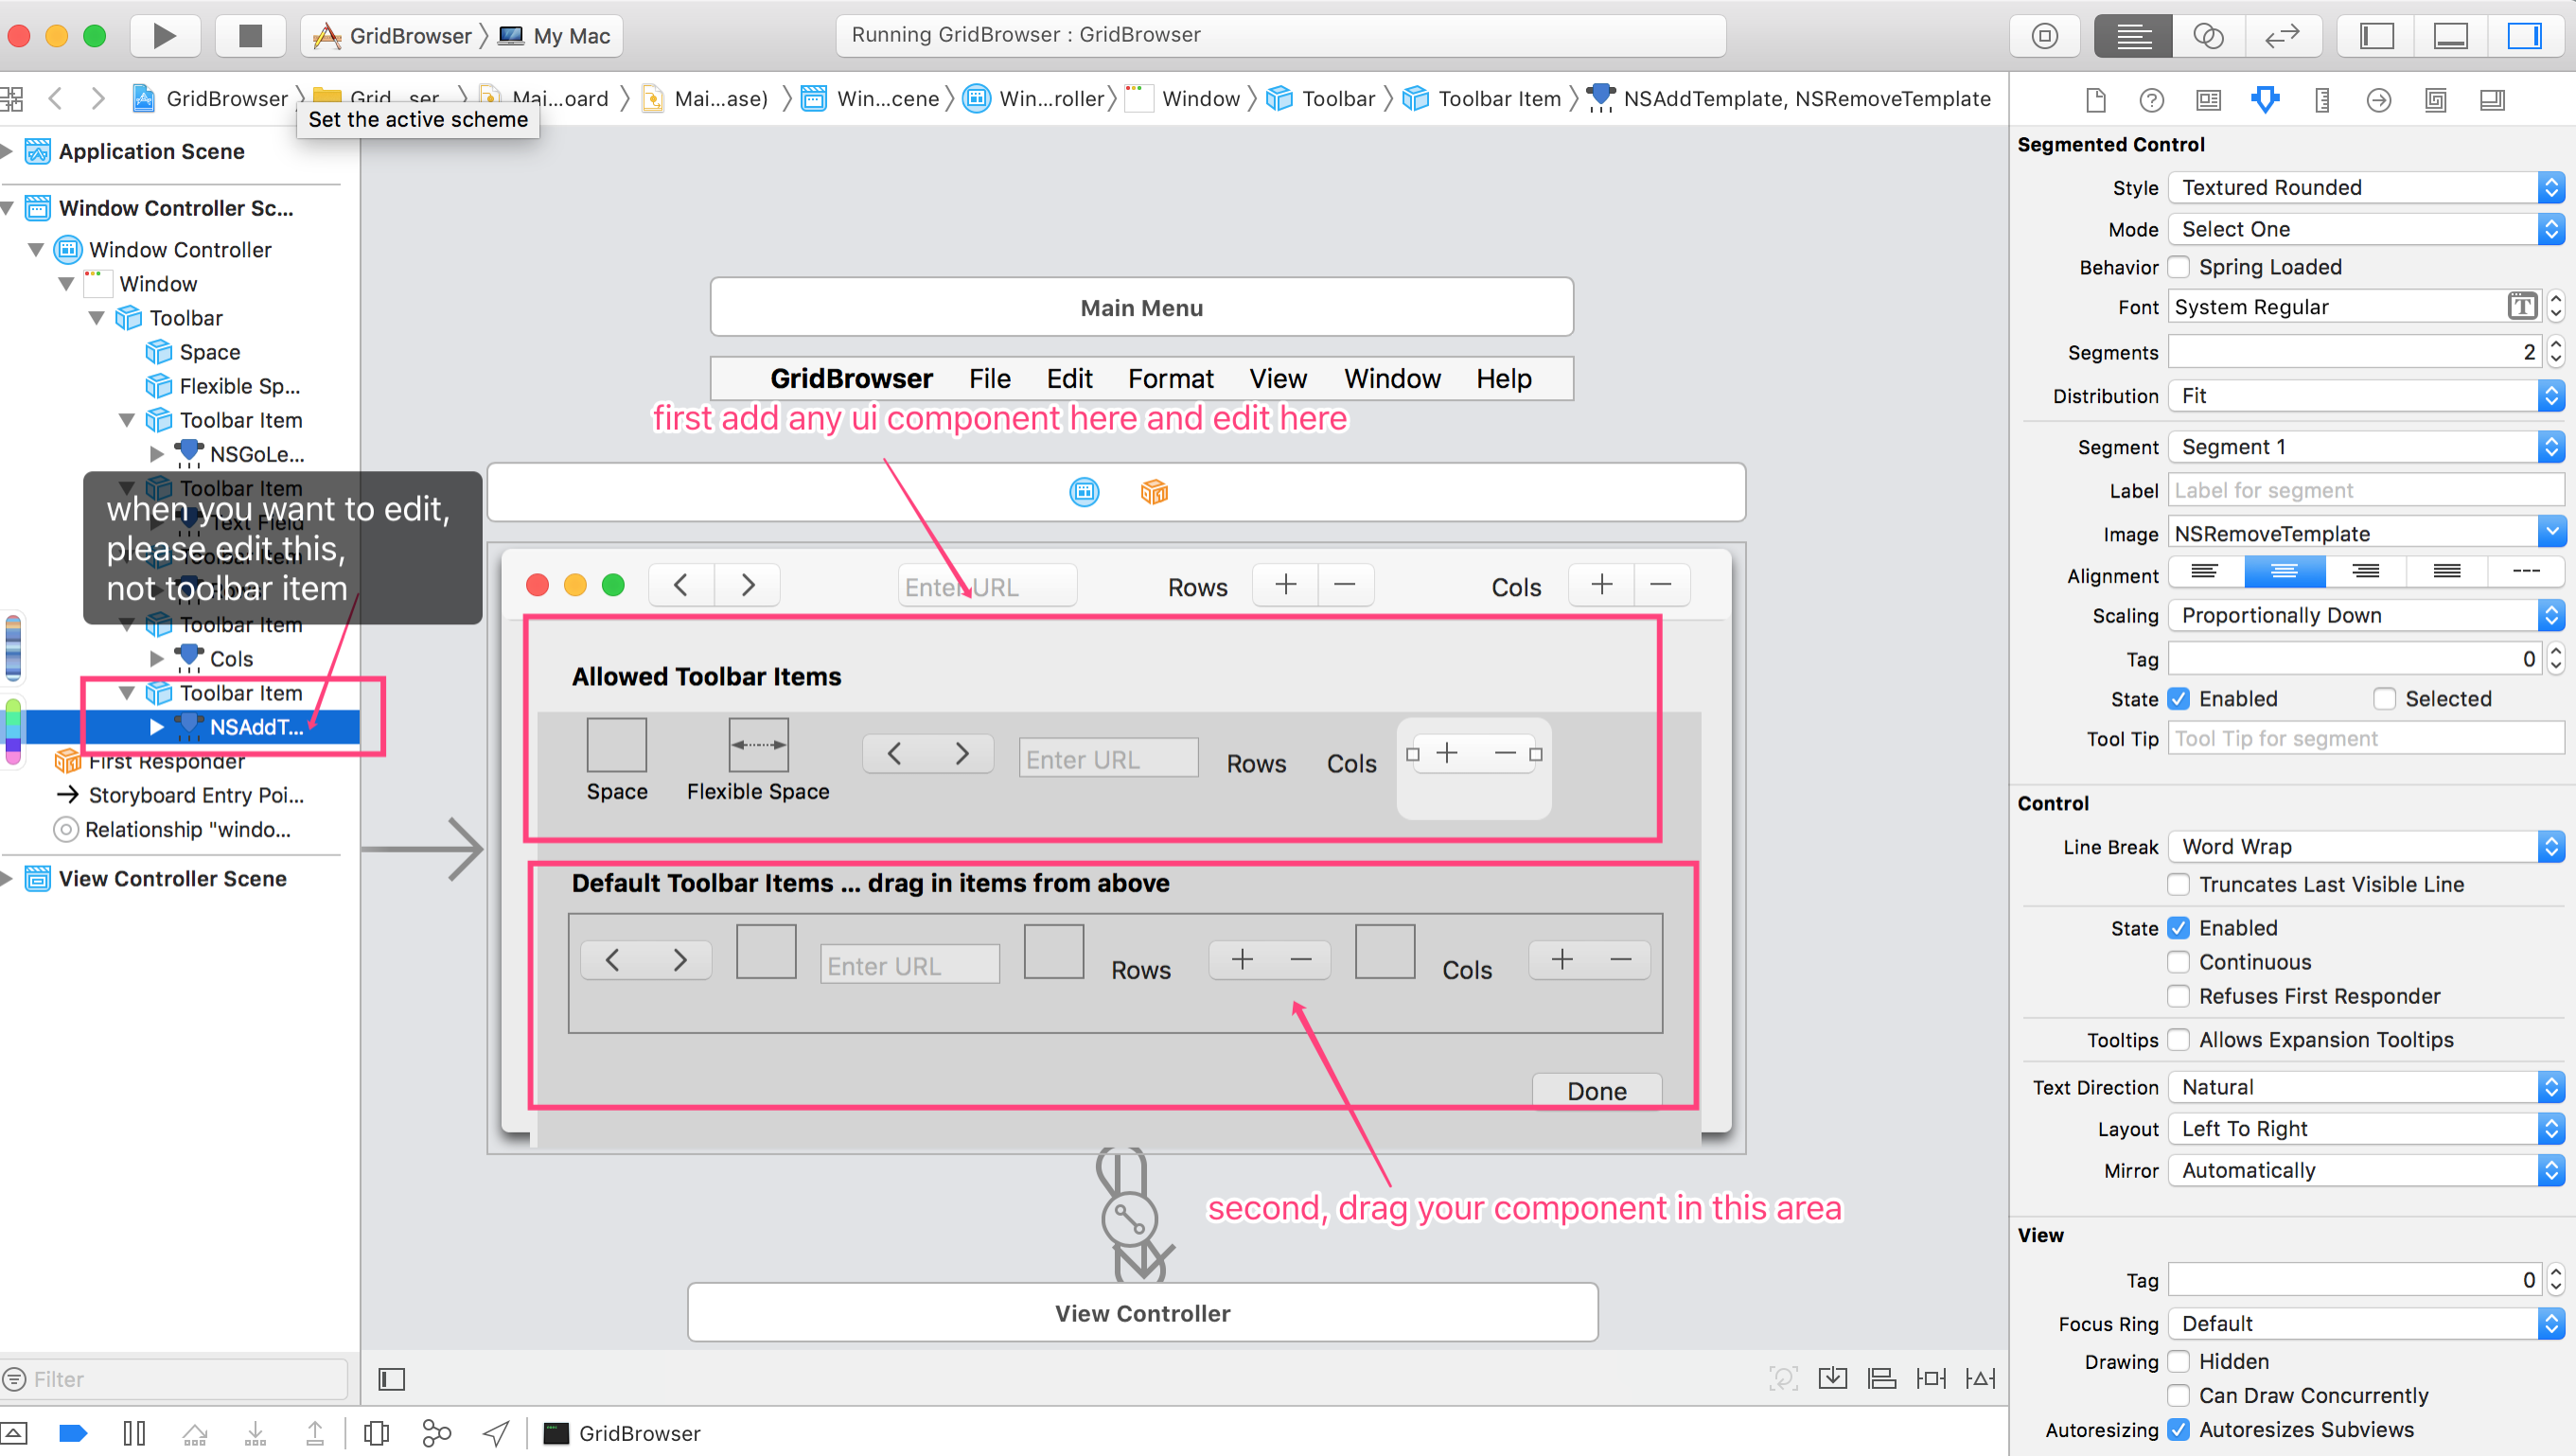 GridBrowser
My Mac
Running GridBrowser : GridBrowser
GridBrowser
Grid...ser
Mai...oard
Mai...ase)
Win...cene
Win...roller
Window
Toolbar
Toolbar Item
NSAddTemplate, NSRemoveTemplate
Set the active scheme
Application Scene
Window Controller Sc...
Window Controller
Window
Toolbar
Space
Flexible Sp...
Toolbar Item
NSGoLe...
Toolbar Item
Text Field
Toolbar Item
when you want to edit,
please edit this,
not toolbar item
Toolbar Item
Cols
Toolbar Item
NSAddT...
First Responder
Storyboard Entry Poi...
Relationship "windo...
View Controller Scene
Filter
Main Menu
GridBrowser File Edit Format View Window Help
first add any ui component here and edit here
Enter URL
Rows
Cols
Allowed Toolbar Items
Space
Flexible Space
Enter URL
Rows
Cols
Default Toolbar Items ... drag in items from above
Enter URL
Rows
Cols
Done
second, drag your component in this area
View Controller
GridBrowser
Segmented Control
Style Textured Rounded
Mode Select One
Behavior Spring Loaded
Font System Regular
Segments 2
Distribution Fit
Segment Segment 1
Label Label for segment
Image NSRemoveTemplate
Alignment
Scaling Proportionally Down
Tag 0
State Enabled Selected
Tool Tip Tool Tip for segment
Control
Line Break Word Wrap
Truncates Last Visible Line
State Enabled
Continuous
Refuses First Responder
Tooltips Allows Expansion Tooltips
Text Direction Natural
Layout Left To Right
Mirror Automatically
View
Tag 0
Focus Ring Default
Drawing Hidden
Can Draw Concurrently
Autoresizing Autoresizes Subviews